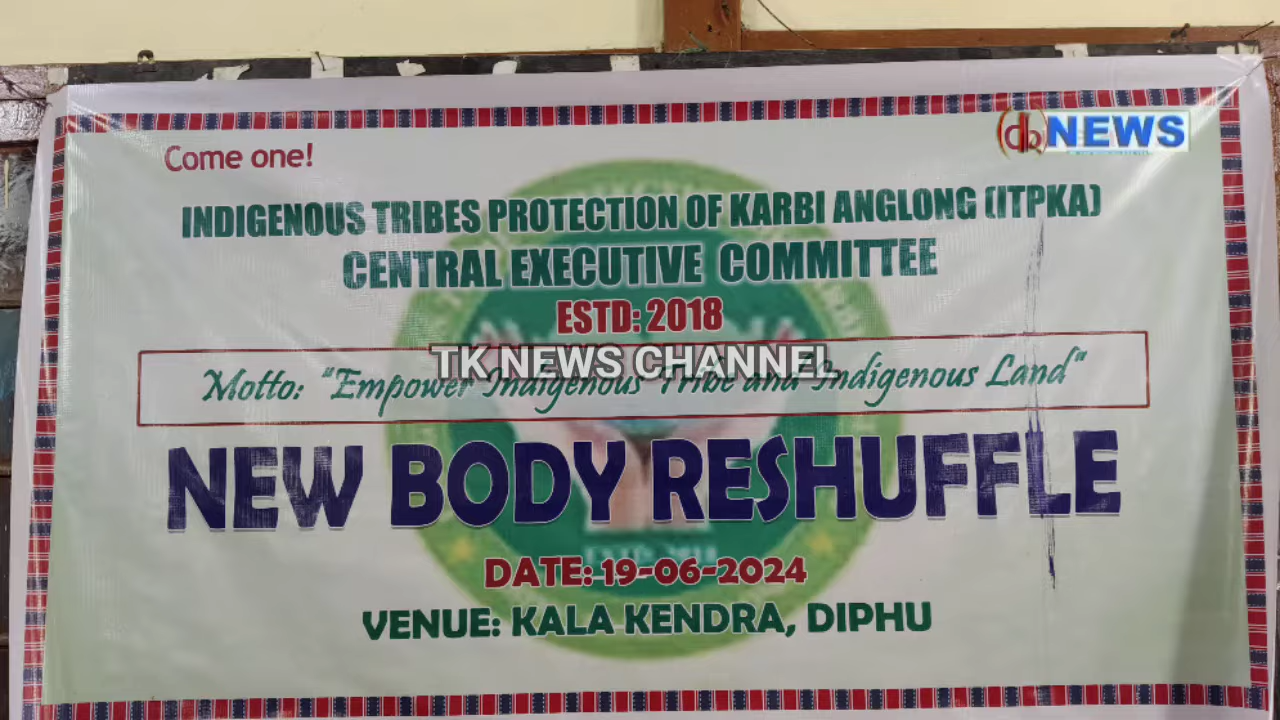 Come one!
NEWS
INDIGENOUS TRIBES PROTECTION OF KARBI ANGLONG (ITPKA)
CENTRAL EXECUTIVE COMMITTEE
ESTD: 2018
TK NEWS CHANNEL
Motto: "Empower Indigenous Tribe and Indigenous Land"
NEW BODY RESHUFFLE
DATE: 19-06-2024
VENUE: KALA KENDRA, DIPHU